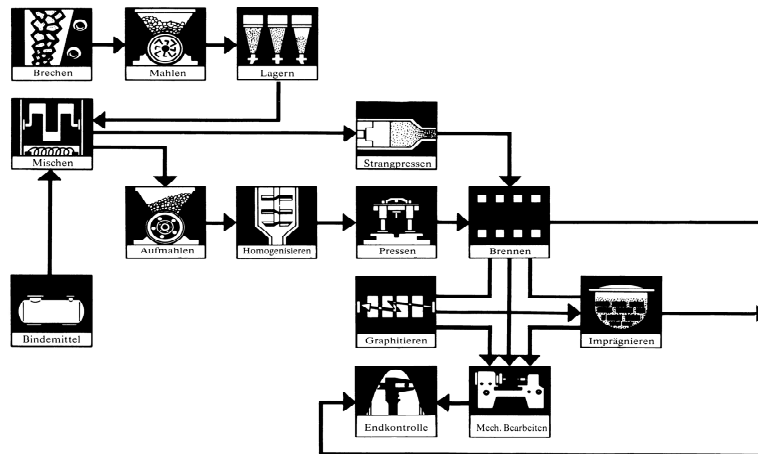 Brechen
Mahlen
Lagern
Mischen
Strangpressen
Aufmahlen
Homogenisieren
Pressen
Brennen
Bindemittel
Graphitieren
Imprägnieren
Endkontrolle
Mech. Bearbeiten